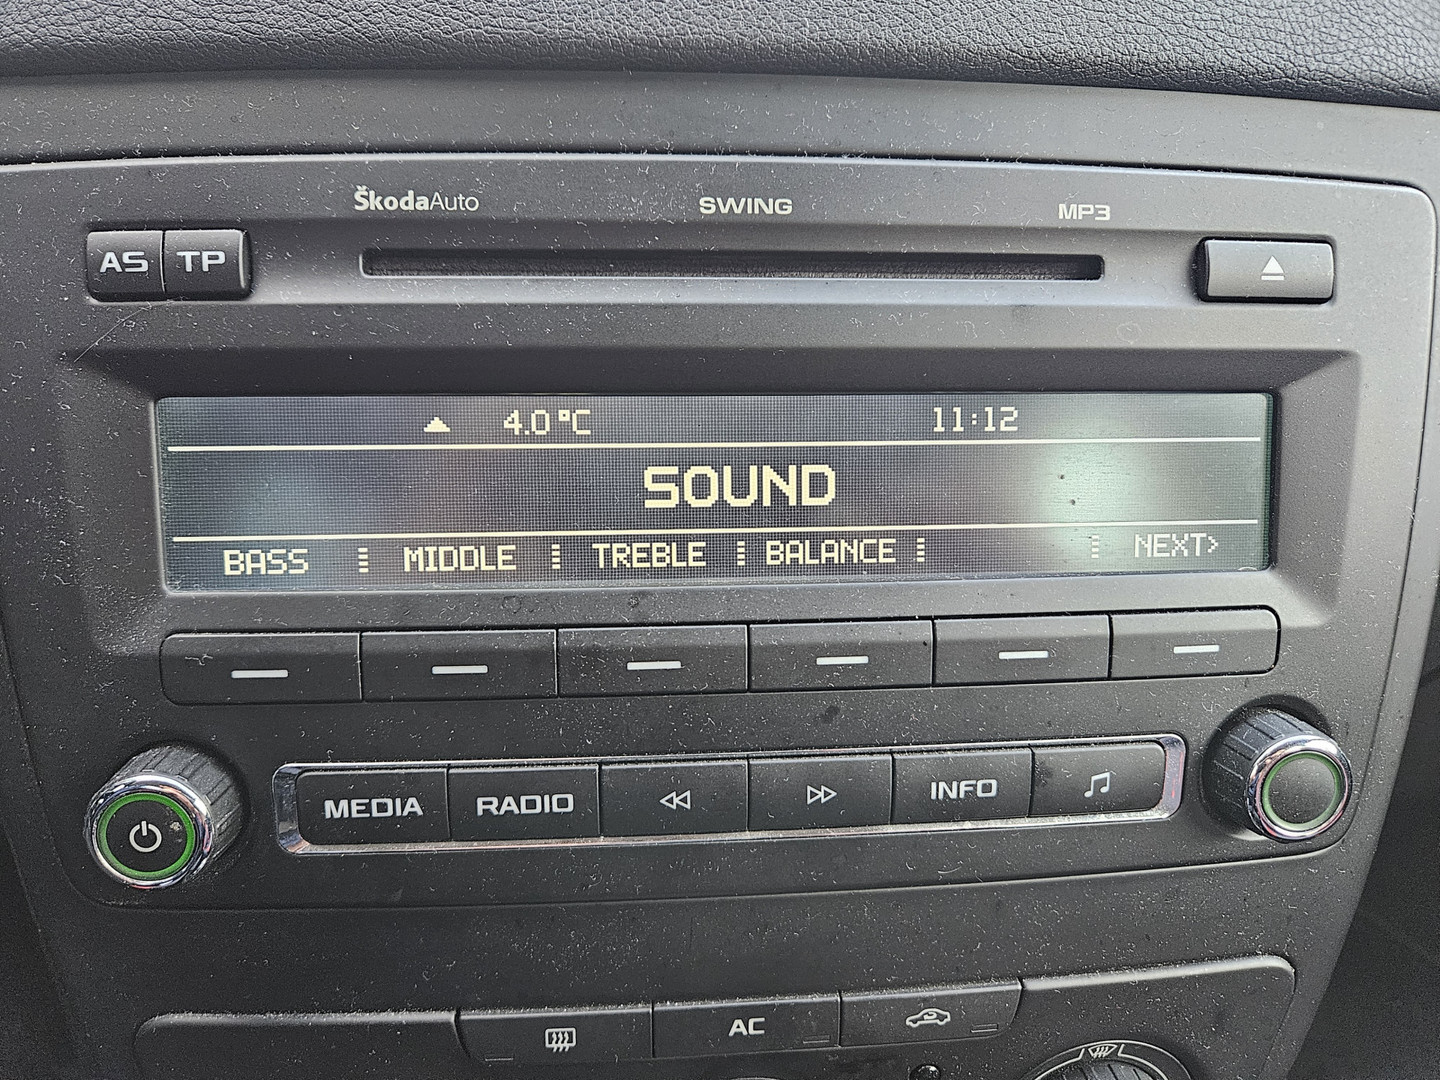 ŠkodaAuto SWING MP3
AS TP
4.0°C 11:12
SOUND
BASS MIDDLE TREBLE BALANCE NEXT>
MEDIA RADIO INFO
AC